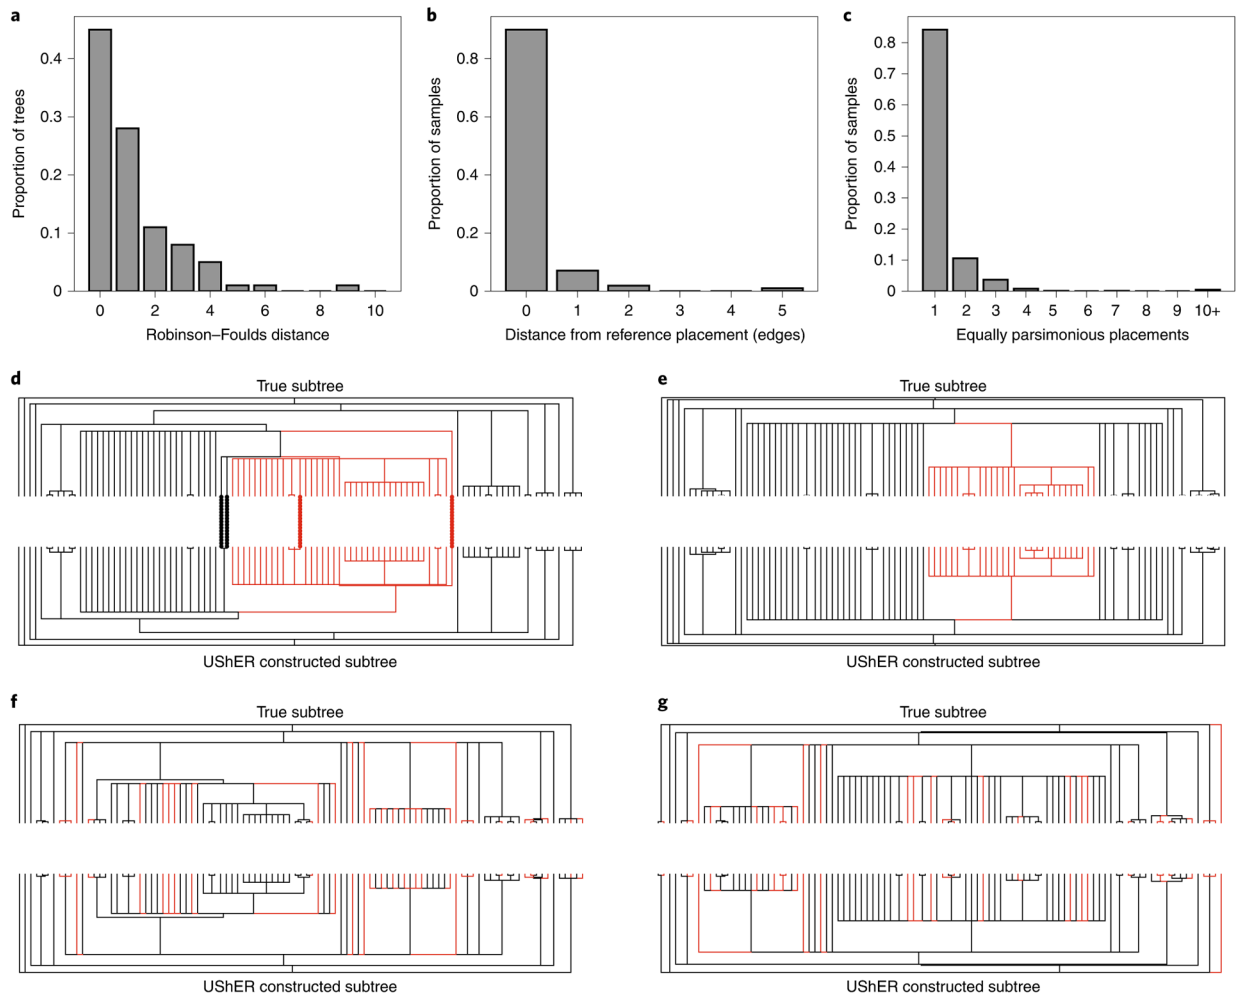 a
0.4
0.3
0.2
0.1
0
Proportion of trees
0 2 4 6 8 10
Robinson–Foulds distance
b
0.8
0.6
0.4
0.2
0
Proportion of samples
0 1 2 3 4 5
Distance from reference placement (edges)
c
0.8
0.7
0.6
0.5
0.4
0.3
0.2
0.1
0
Proportion of samples
1 2 3 4 5 6 7 8 9 10+
Equally parsimonious placements
d
True subtree
UShER constructed subtree
e
True subtree
UShER constructed subtree
f
True subtree
UShER constructed subtree
g
True subtree
UShER constructed subtree